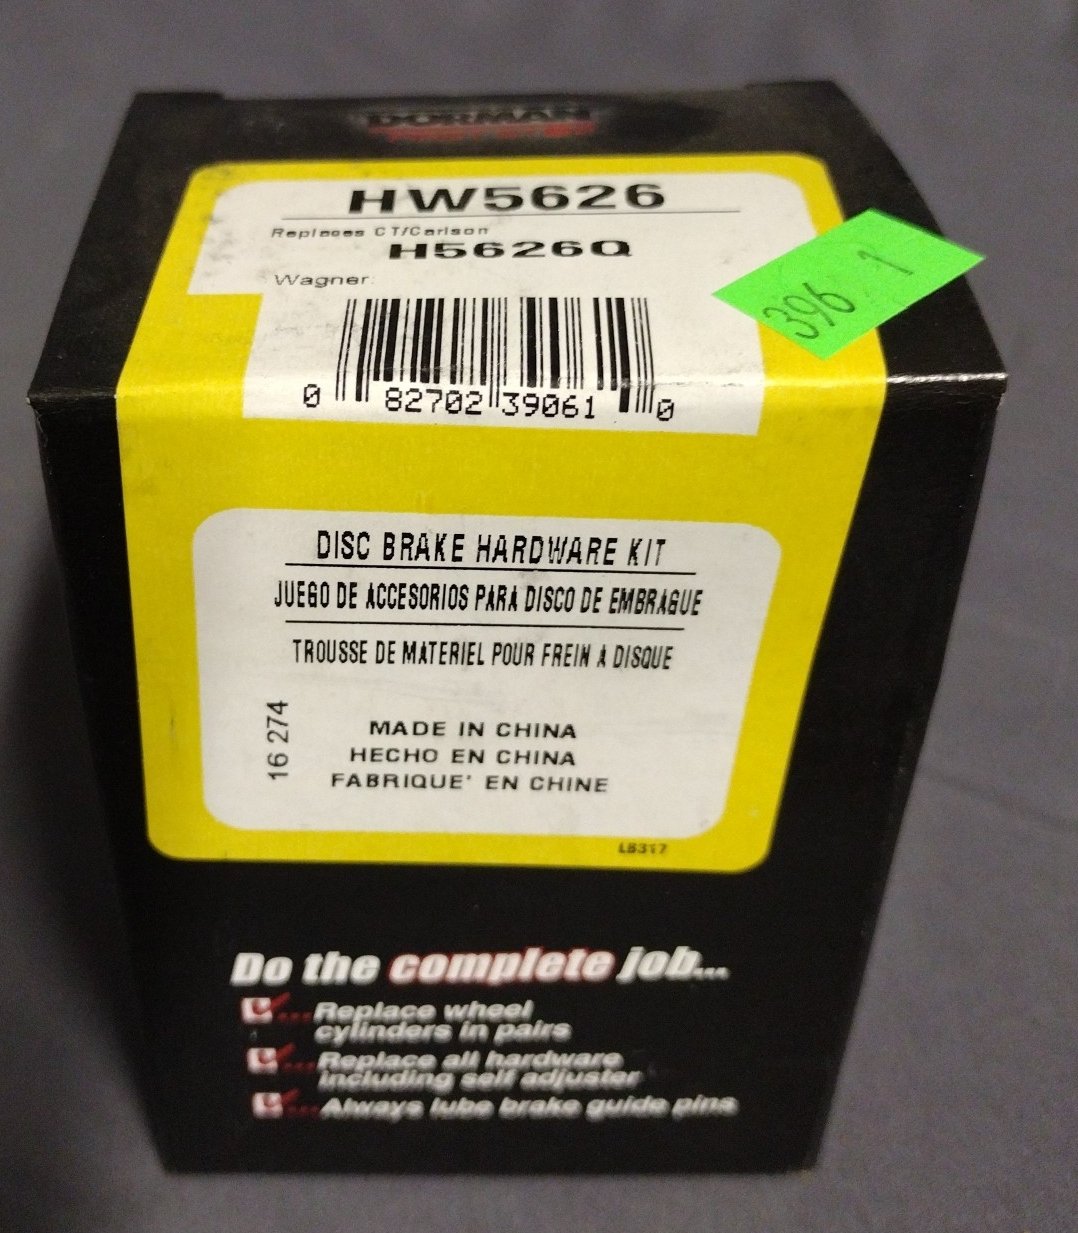 DORMAN
HW5626
Replaces CT/Carlson
H5626Q
Wagner:
396 1
0 82702 39061 0
DISC BRAKE HARDWARE KIT
JUEGO DE ACCESORIOS PARA DISCO DE EMBRAGUE
TROUSSE DE MATERIEL POUR FREIN A DISQUE
16 274
MADE IN CHINA
HECHO EN CHINA
FABRIQUE' EN CHINE
LB317
Do the complete job...
...Replace wheel
cylinders in pairs
...Replace all hardware
including self adjuster
...Always lube brake guide pins